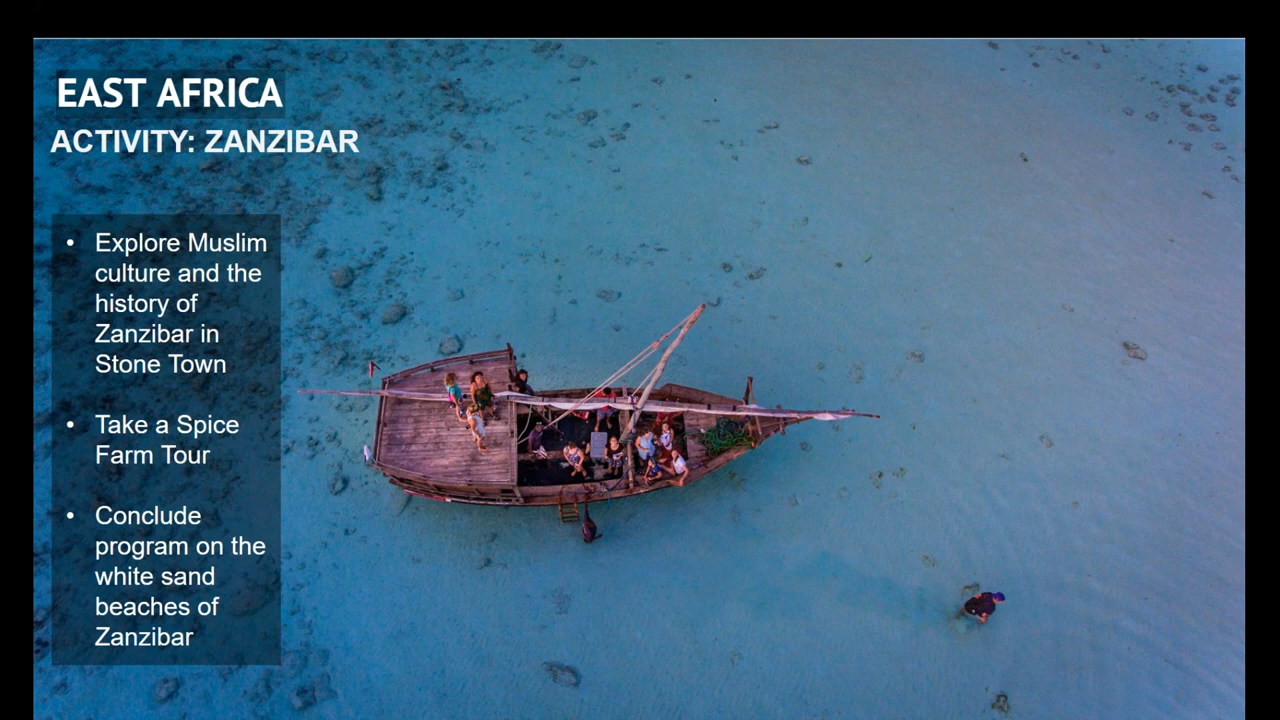 EAST AFRICA
ACTIVITY: ZANZIBAR
• Explore Muslim
culture and the
history of
Zanzibar in
Stone Town
• Take a Spice
Farm Tour
• Conclude
program on the
white sand
beaches of
Zanzibar